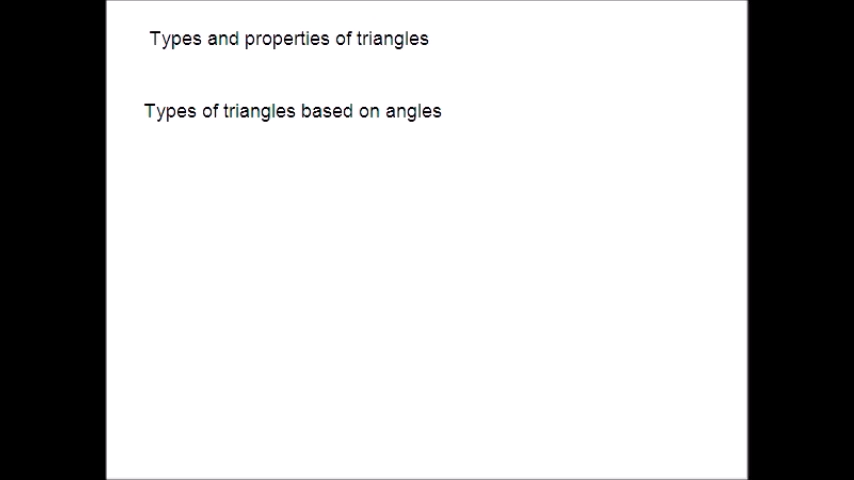 Types and properties of triangles
Types of triangles based on angles